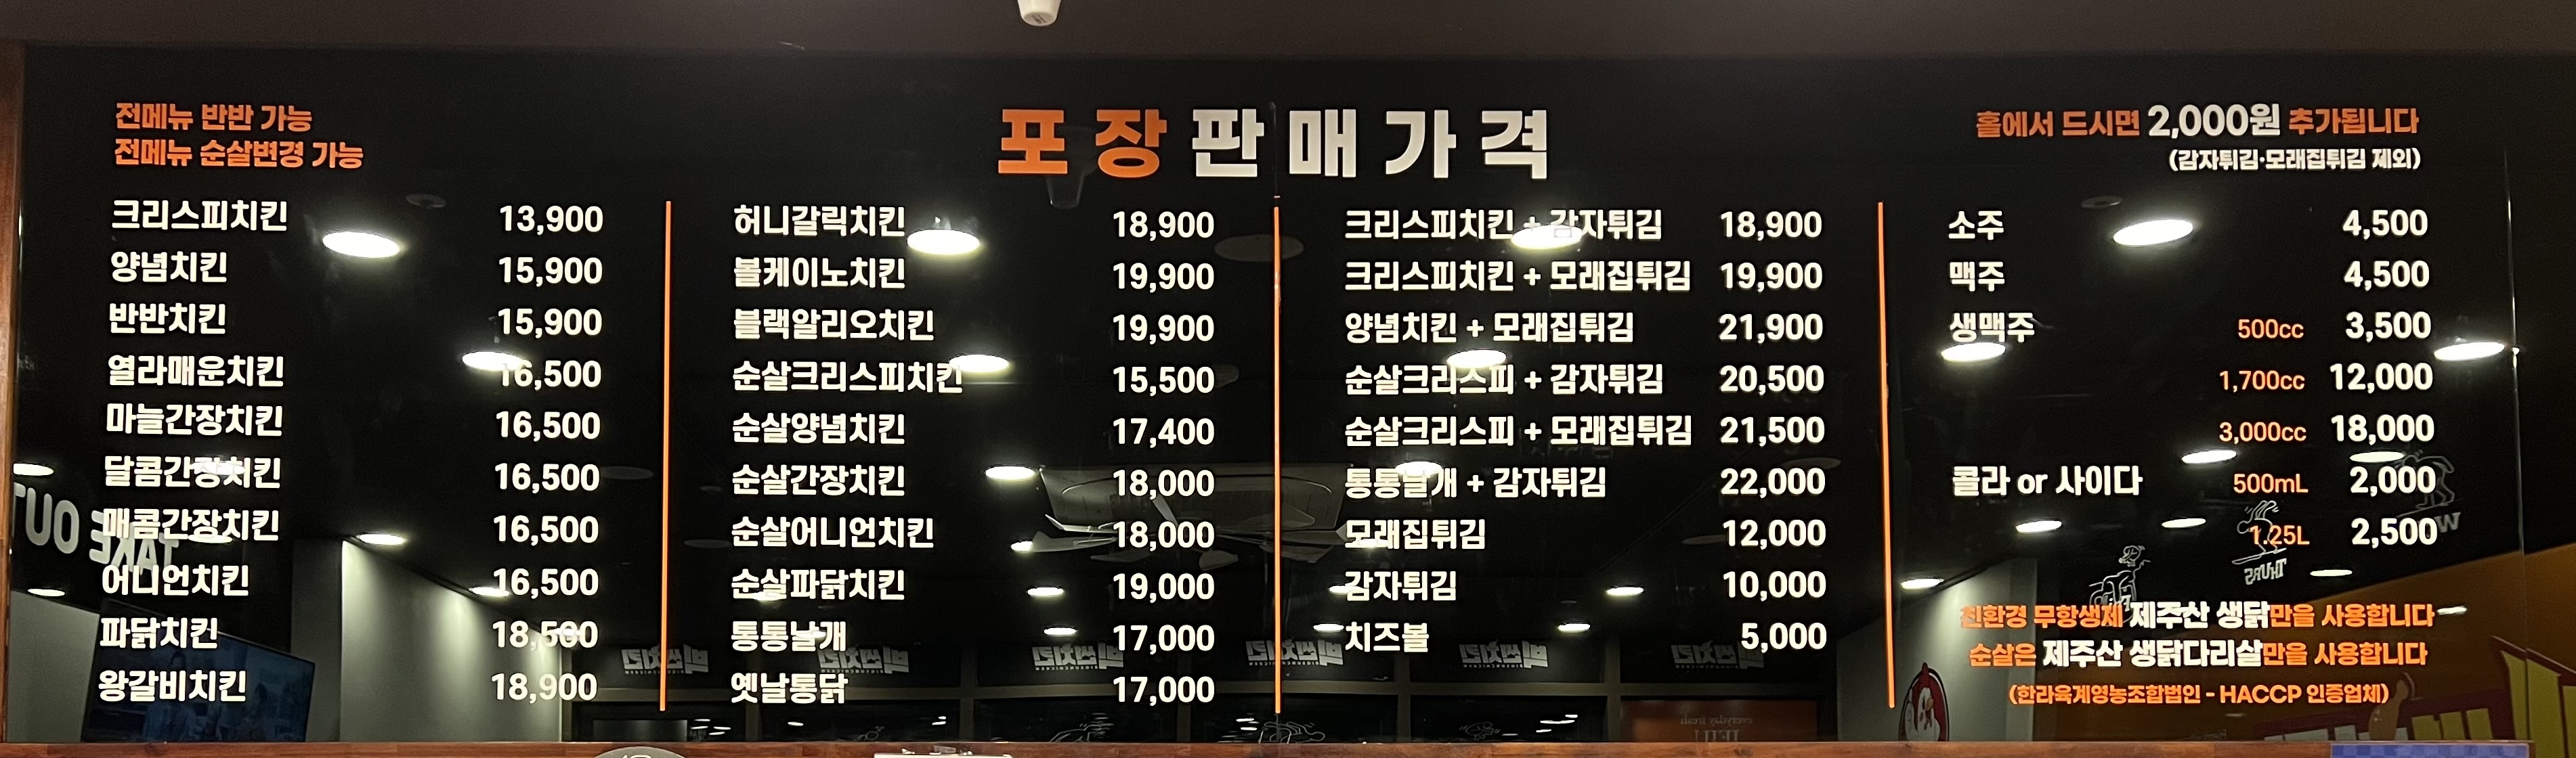 전메뉴 반반 가능
전메뉴 순살변경 가능
포장판매가격
홀에서 드시면 2,000원 추가됩니다
(감자튀김·모래집튀김 제외)
크리스피치킨 13,900
양념치킨 15,900
반반치킨 15,900
열라매운치킨 16,500
마늘간장치킨 16,500
달콤간장치킨 16,500
매콤간장치킨 16,500
어니언치킨 16,500
파닭치킨 18,500
왕갈비치킨 18,900
허니갈릭치킨 18,900
볼케이노치킨 19,900
블랙알리오치킨 19,900
순살크리스피치킨 15,500
순살양념치킨 17,400
순살간장치킨 18,000
순살어니언치킨 18,000
순살파닭치킨 19,000
통통날개 17,000
옛날통닭 17,000
크리스피치킨 + 감자튀김 18,900
크리스피치킨 + 모래집튀김 19,900
양념치킨 + 모래집튀김 21,900
순살크리스피 + 감자튀김 20,500
순살크리스피 + 모래집튀김 21,500
통통날개 + 감자튀김 22,000
모래집튀김 12,000
감자튀김 10,000
치즈볼 5,000
소주 4,500
맥주 4,500
생맥주 500cc 3,500
1,700cc 12,000
3,000cc 18,000
콜라 or 사이다 500mL 2,000
1.25L 2,500
친환경 무항생제 제주산 생닭만을 사용합니다
순살은 제주산 생닭다리살만을 사용합니다
(한라육계영농조합법인 - HACCP 인증업체)
TAKE OUT
THURS